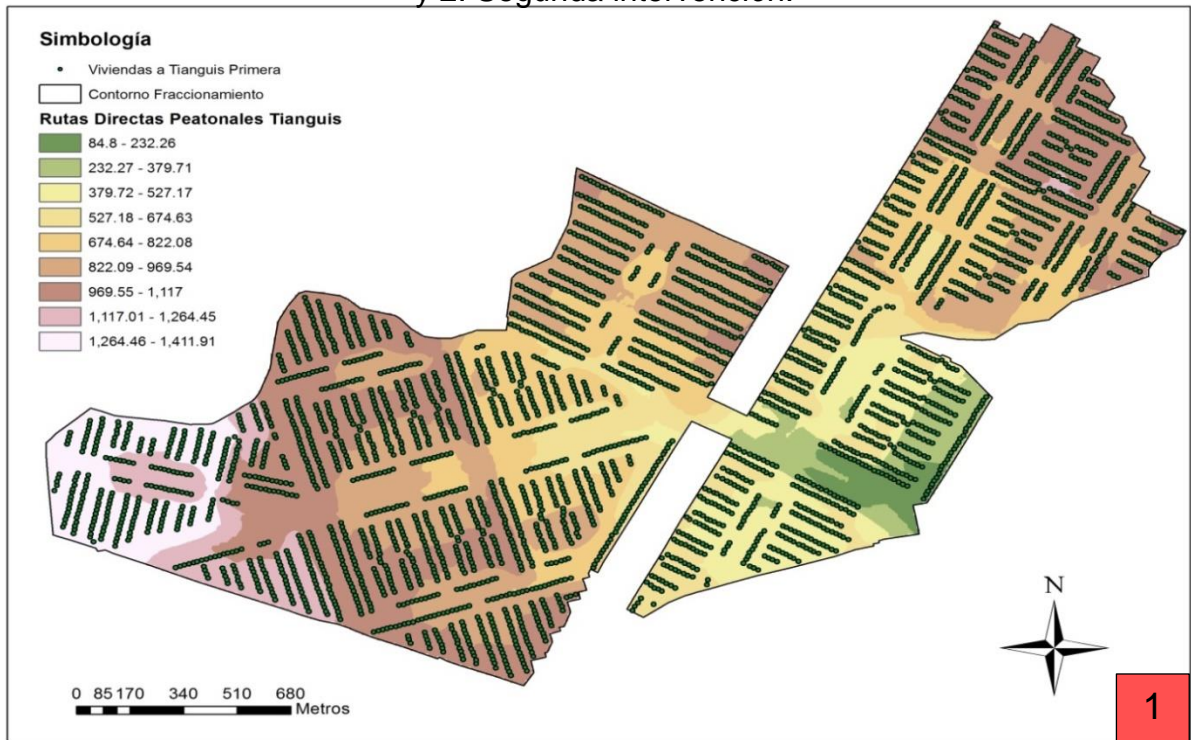 y 2. Segunda intervención.
Simbología
Viviendas a Tianguis Primera
Contorno Fraccionamiento
Rutas Directas Peatonales Tianguis
84.8 - 232.26
232.27 - 379.71
379.72 - 527.17
527.18 - 674.63
674.64 - 822.08
822.09 - 969.54
969.55 - 1,117
1,117.01 - 1,264.45
1,264.46 - 1,411.91
N
0 85 170 340 510 680
Metros
1